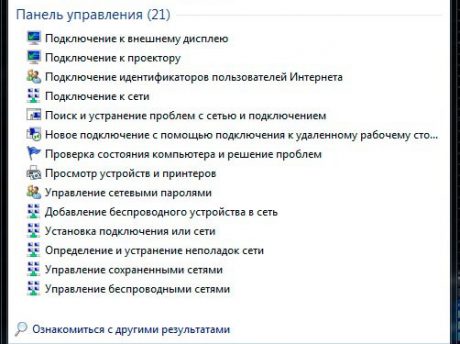 Панель управления (21)
Подключение к внешнему дисплею
Подключение к проектору
Подключение идентификаторов пользователей Интернета
Подключение к сети
Поиск и устранение проблем с сетью и подключением
Новое подключение с помощью подключения к удаленному рабочему сто...
Проверка состояния компьютера и решение проблем
Просмотр устройств и принтеров
Управление сетевыми паролями
Добавление беспроводного устройства в сеть
Установка подключения или сети
Определение и устранение неполадок сети
Управление сохраненными сетями
Управление беспроводными сетями
Ознакомиться с другими результатами